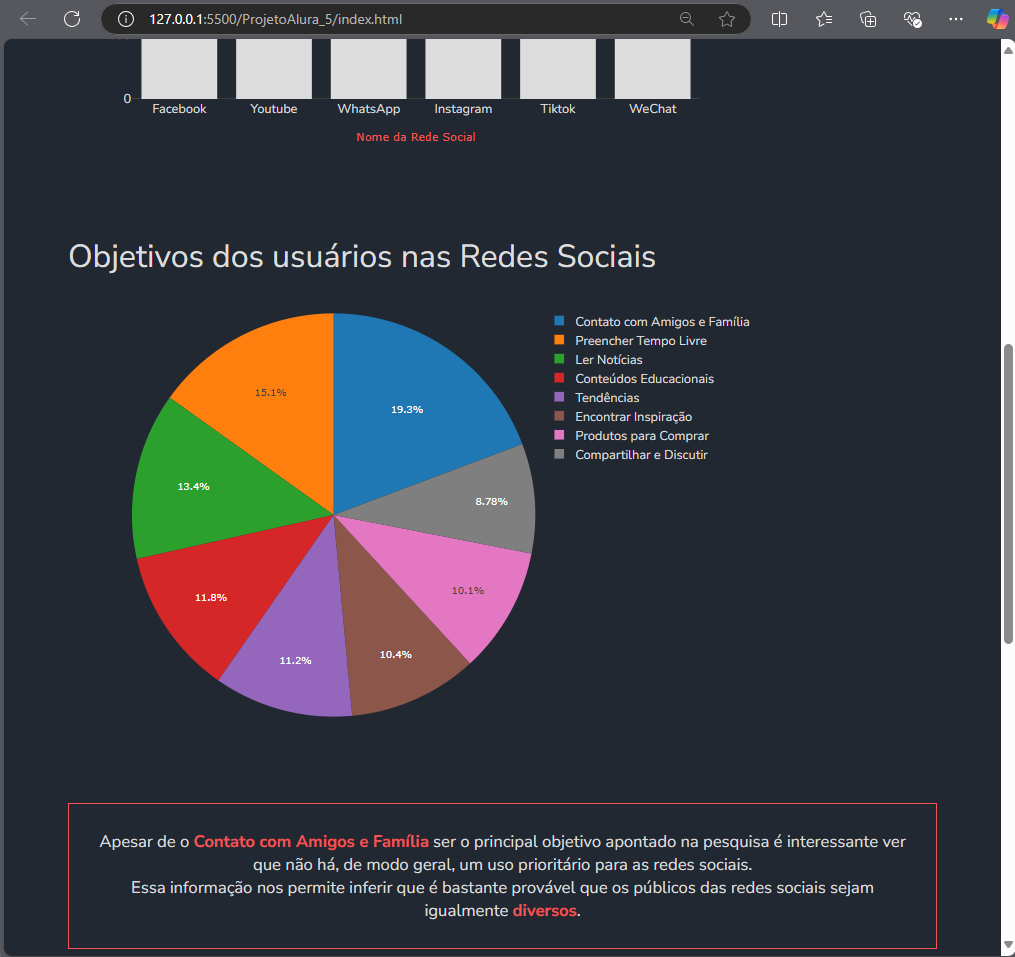 127.0.0.1:5500/ProjetoAlura_5/index.html
0
Facebook Youtube WhatsApp Instagram Tiktok WeChat
Nome da Rede Social
Objetivos dos usuários nas Redes Sociais
Contato com Amigos e Família
Preencher Tempo Livre
Ler Notícias
Conteúdos Educacionais
Tendências
Encontrar Inspiração
Produtos para Comprar
Compartilhar e Discutir
15.1%
19.3%
13.4%
8.78%
11.8%
10.1%
11.2%
10.4%
Apesar de o Contato com Amigos e Família ser o principal objetivo apontado na pesquisa é interessante ver
que não há, de modo geral, um uso prioritário para as redes sociais.
Essa informação nos permite inferir que é bastante provável que os públicos das redes sociais sejam
igualmente diversos.